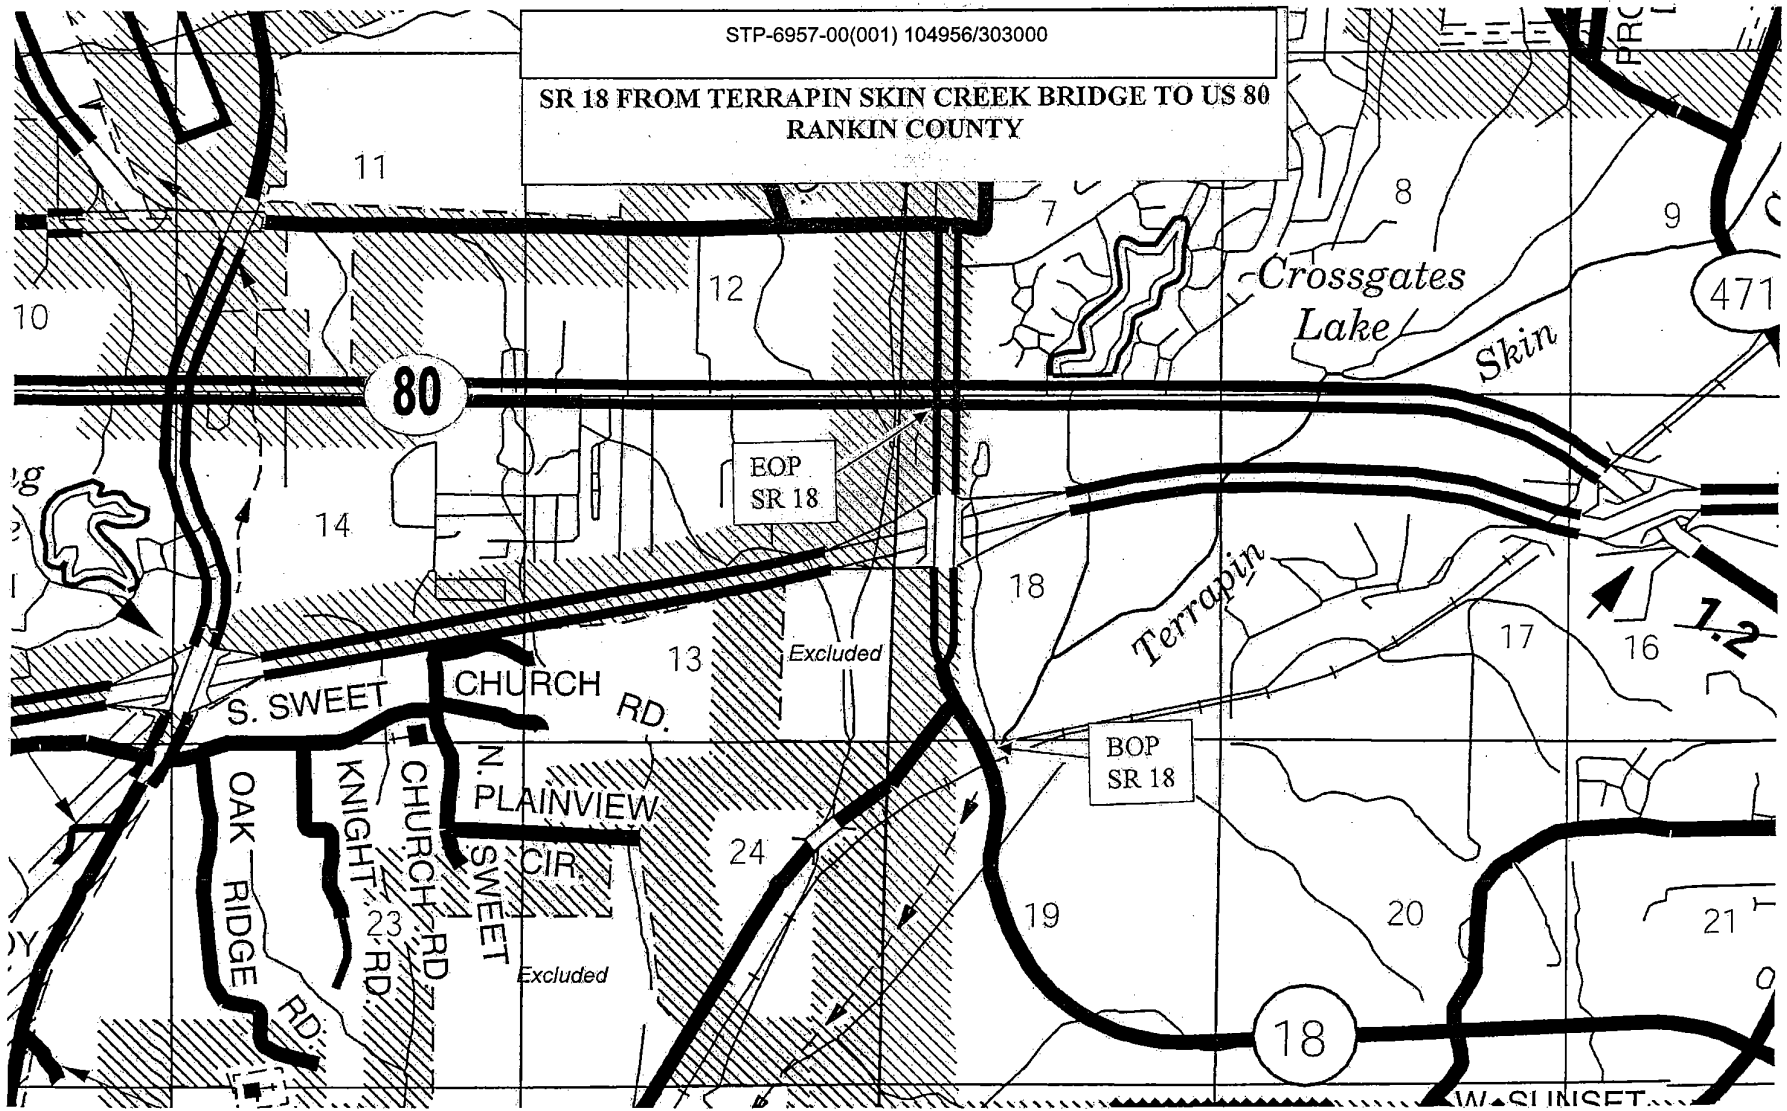 STP-6957-00(001) 104956/303000
SR 18 FROM TERRAPIN SKIN CREEK BRIDGE TO US 80
RANKIN COUNTY
11
7
8
9
10
12
Crossgates
Lake
Skin
471
80
EOP
SR 18
14
18
Terrapin
17
16
1.2
13
Excluded
S. SWEET
CHURCH
RD.
BOP
SR 18
OAK RIDGE RD.
KNIGHT RD.
CHURCH RD
N. SWEET
PLAINVIEW
CIR.
24
23
Excluded
19
20
21
18
W. SUNSET